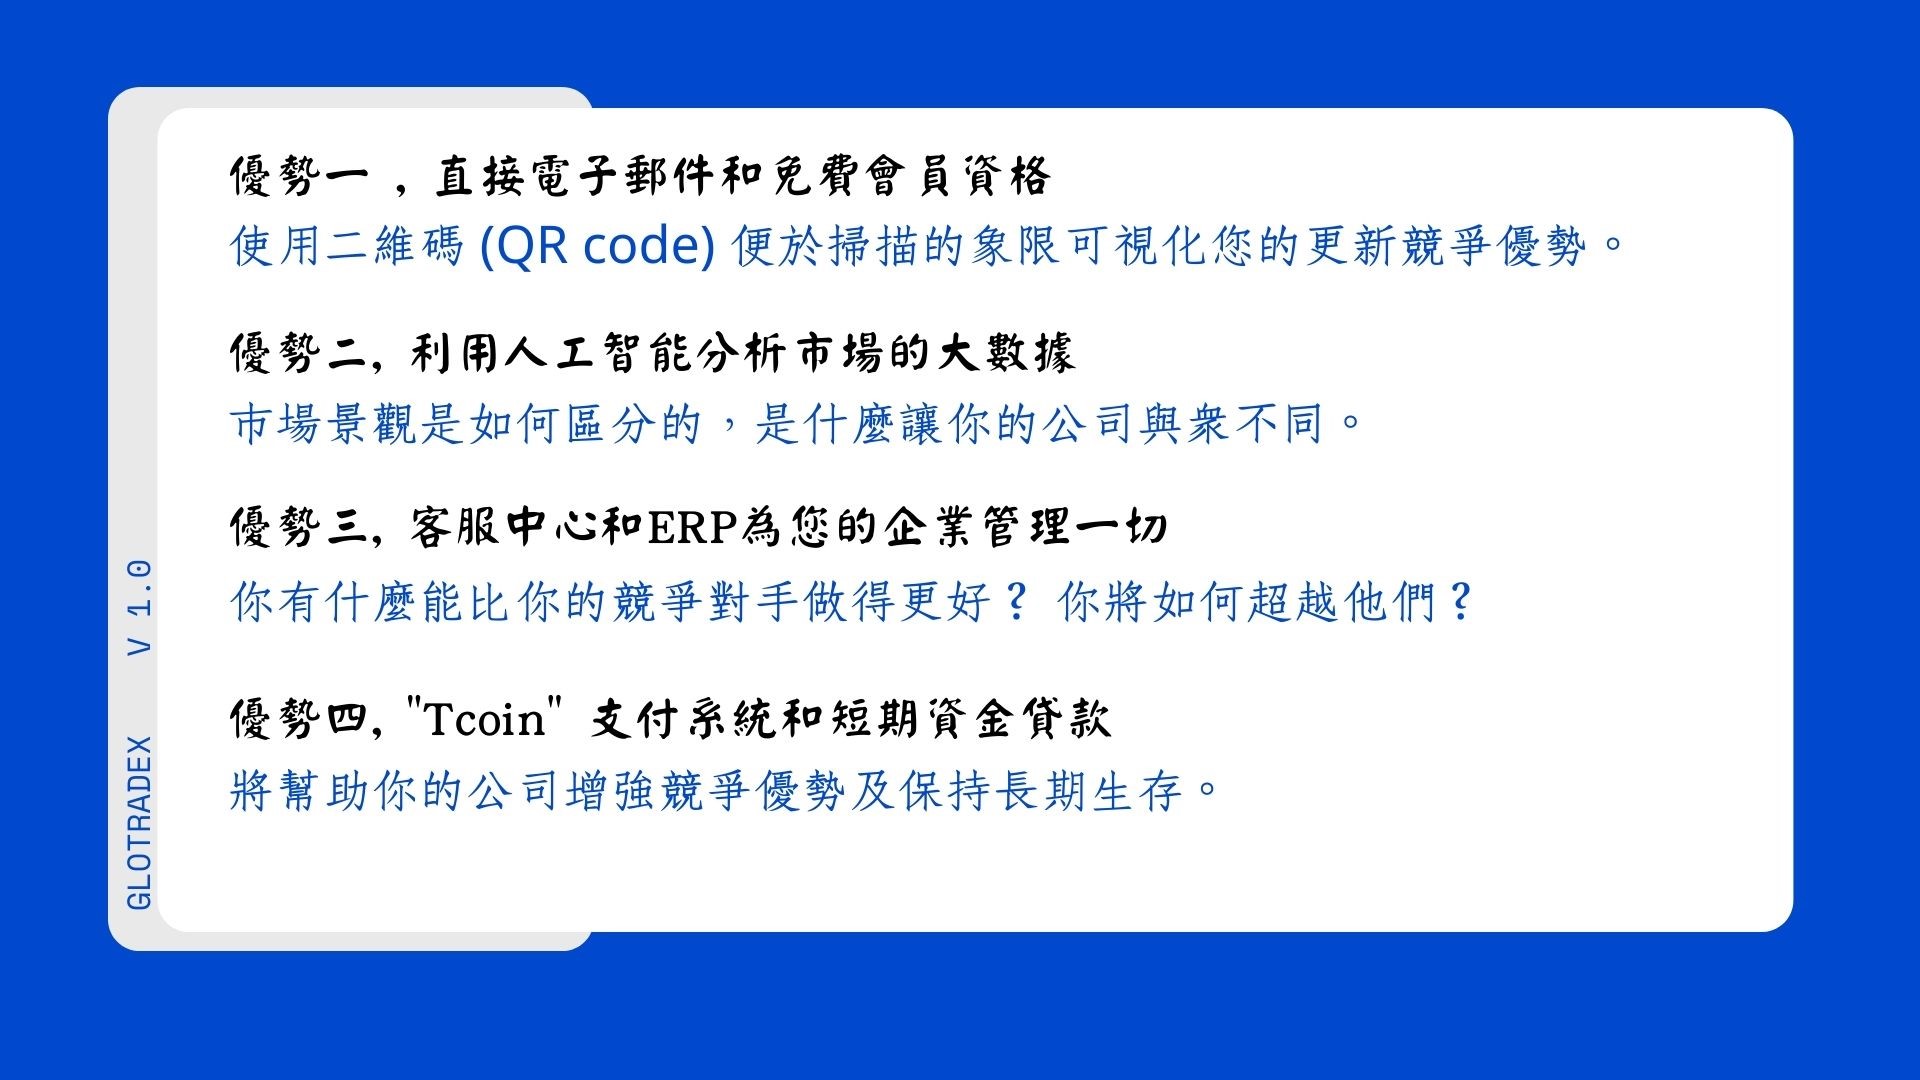 優勢一 , 直接電子郵件和免費會員資格
使用二維碼 (QR code) 便於掃描的象限可視化您的更新競爭優勢。
優勢二, 利用人工智能分析市場的大數據
市場景觀是如何區分的，是什麼讓你的公司與衆不同。
優勢三, 客服中心和ERP為您的企業管理一切
你有什麼能比你的競爭對手做得更好？ 你將如何超越他們？
優勢四, "Tcoin" 支付系統和短期資金貸款
將幫助你的公司增強競爭優勢及保持長期生存。
GLOTRADEX V 1.0